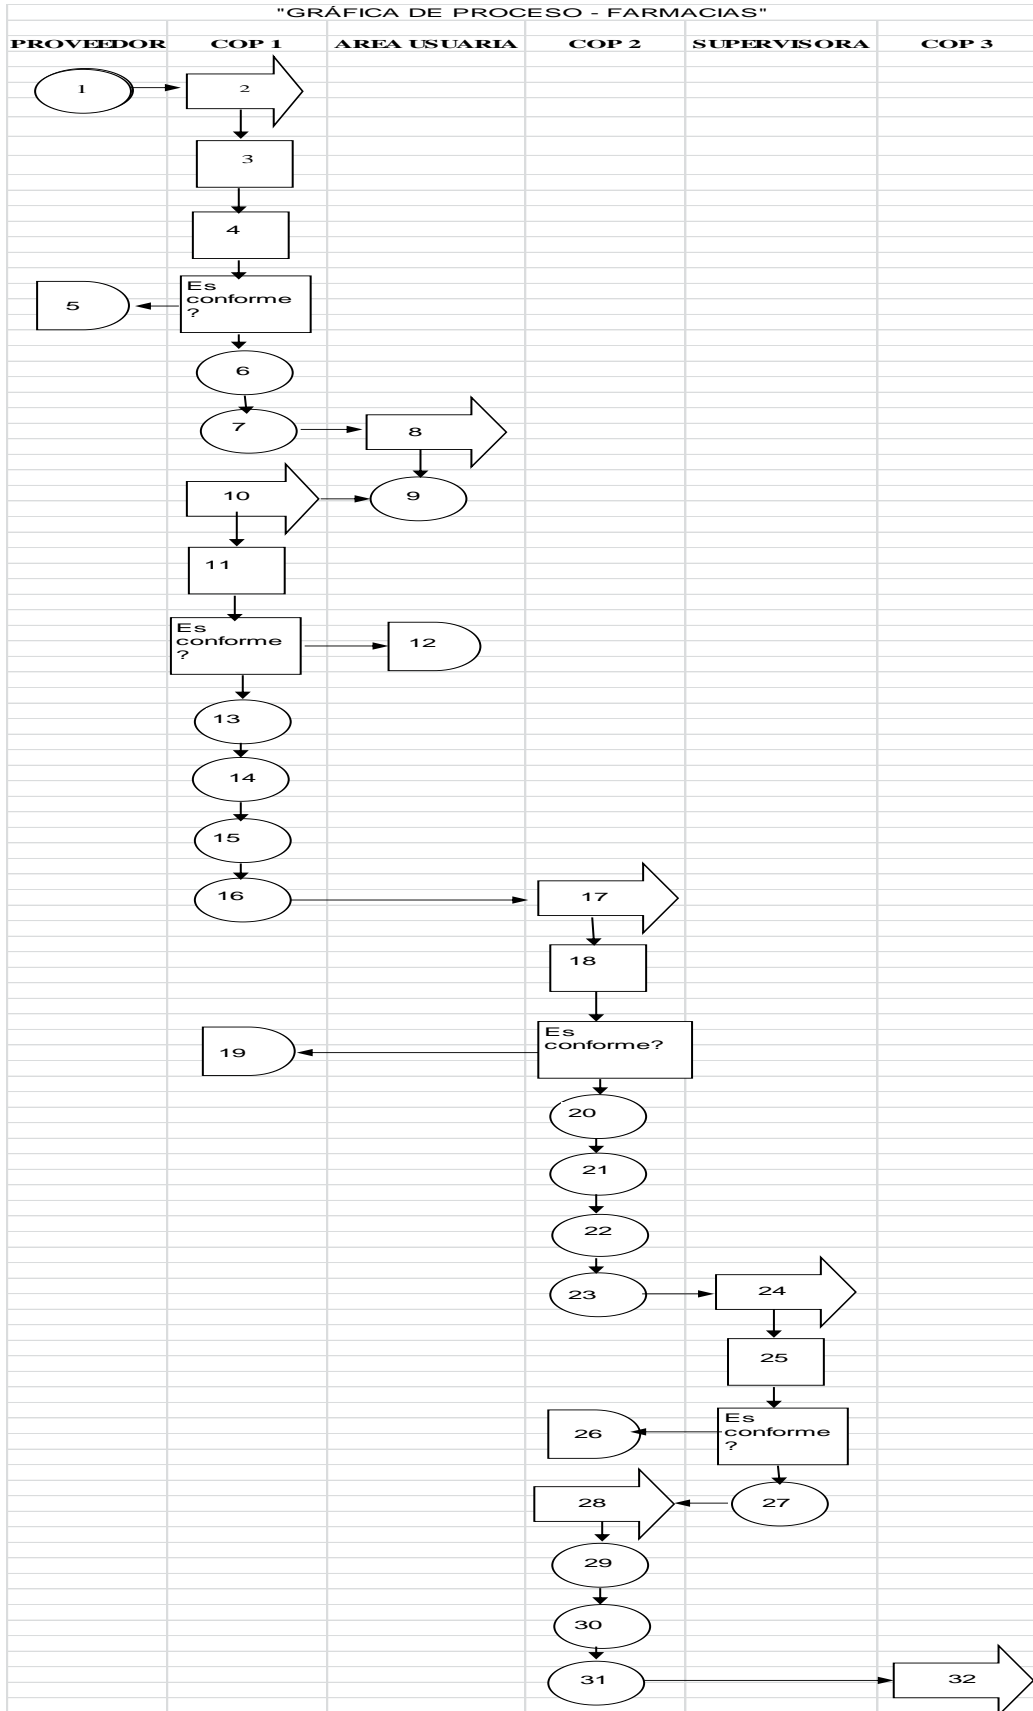 "GRÁFICA DE PROCESO - FARMACIAS"
PROVEEDOR COP 1 AREA USUARIA COP 2 SUPERVISORA COP 3
1 2
3
4
Es
conforme
?
5
6
7 8
10 9
11
Es
conforme
?
12
13
14
15
16 17
18
Es
conforme?
19
20
21
22
23 24
25
Es
conforme
?
26
28 27
29
30
31 32